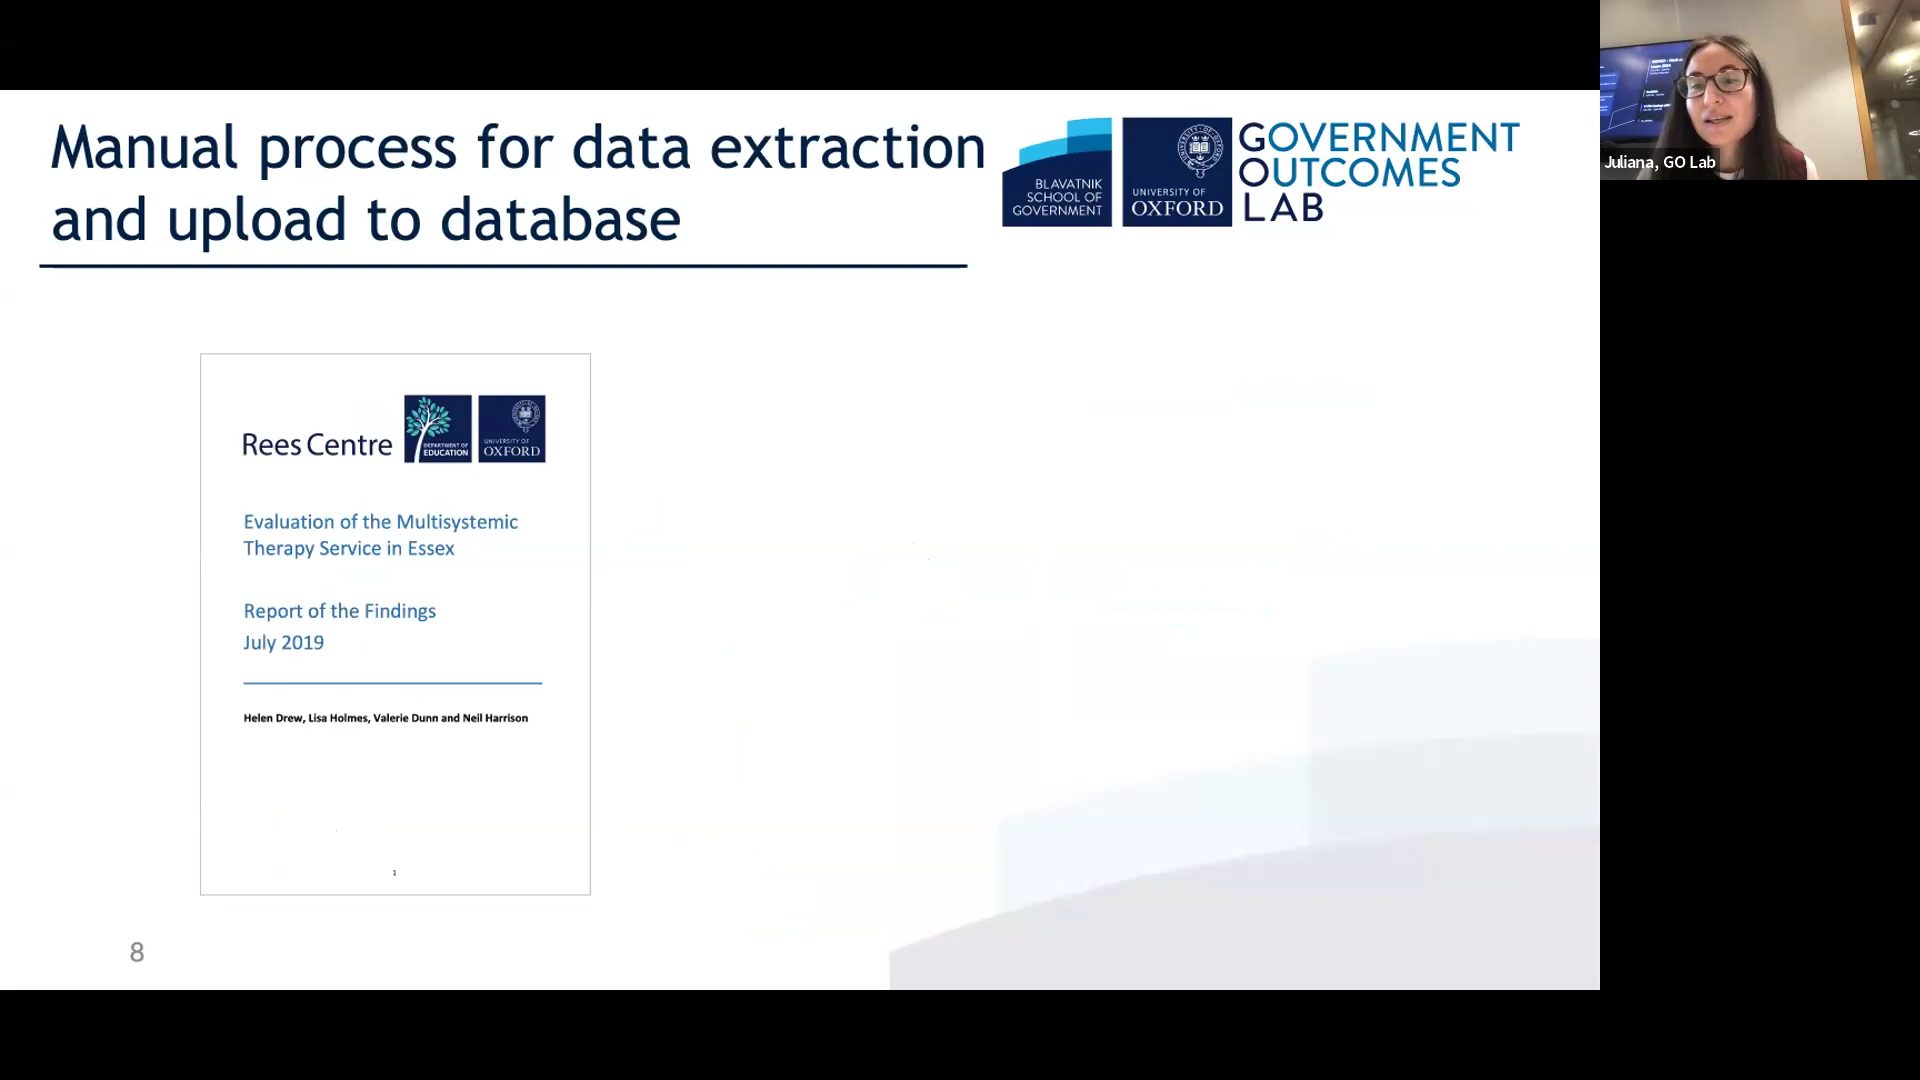 Manual process for data extraction
and upload to database
BLAVATNIK
SCHOOL OF
GOVERNMENT
UNIVERSITY OF
OXFORD
GOVERNMENT
OUTCOMES
LAB
Juliana, GO Lab
Rees Centre
DEPARTMENT OF
EDUCATION
UNIVERSITY OF
OXFORD
Evaluation of the Multisystemic
Therapy Service in Essex
Report of the Findings
July 2019
Helen Drew, Lisa Holmes, Valerie Dunn and Neil Harrison
1
8